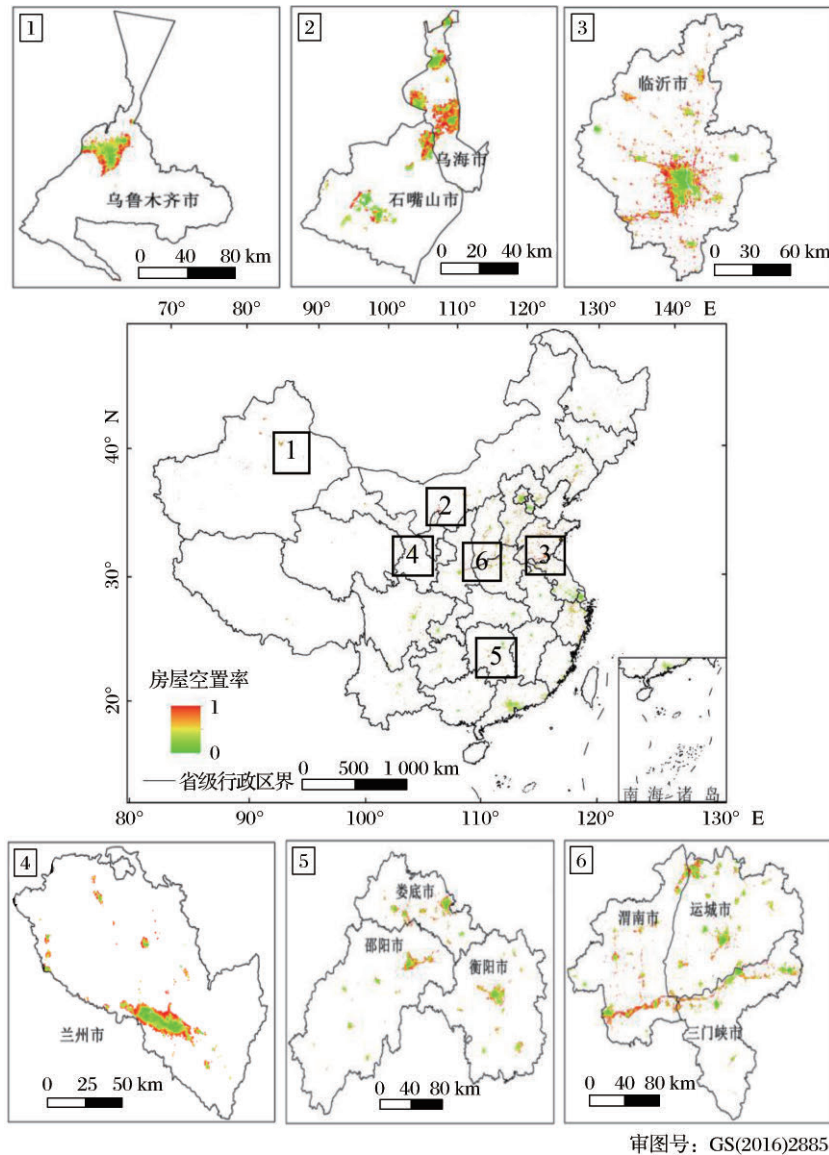 1
乌鲁木齐市
0 40 80 km
2
乌海市
石嘴山市
0 20 40 km
3
临沂市
0 30 60 km
70° 80° 90° 100° 110° 120° 130° 140° E
40° N
30°
20°
1
2
4
6
3
5
房屋空置率
1
0
省级行政区界
0 500 1 000 km
南海诸岛
80° 90° 100° 110° 120° 130° E
4
兰州市
0 25 50 km
5
娄底市
邵阳市
衡阳市
0 40 80 km
6
渭南市
运城市
三门峡市
0 40 80 km
审图号：GS(2016)2885